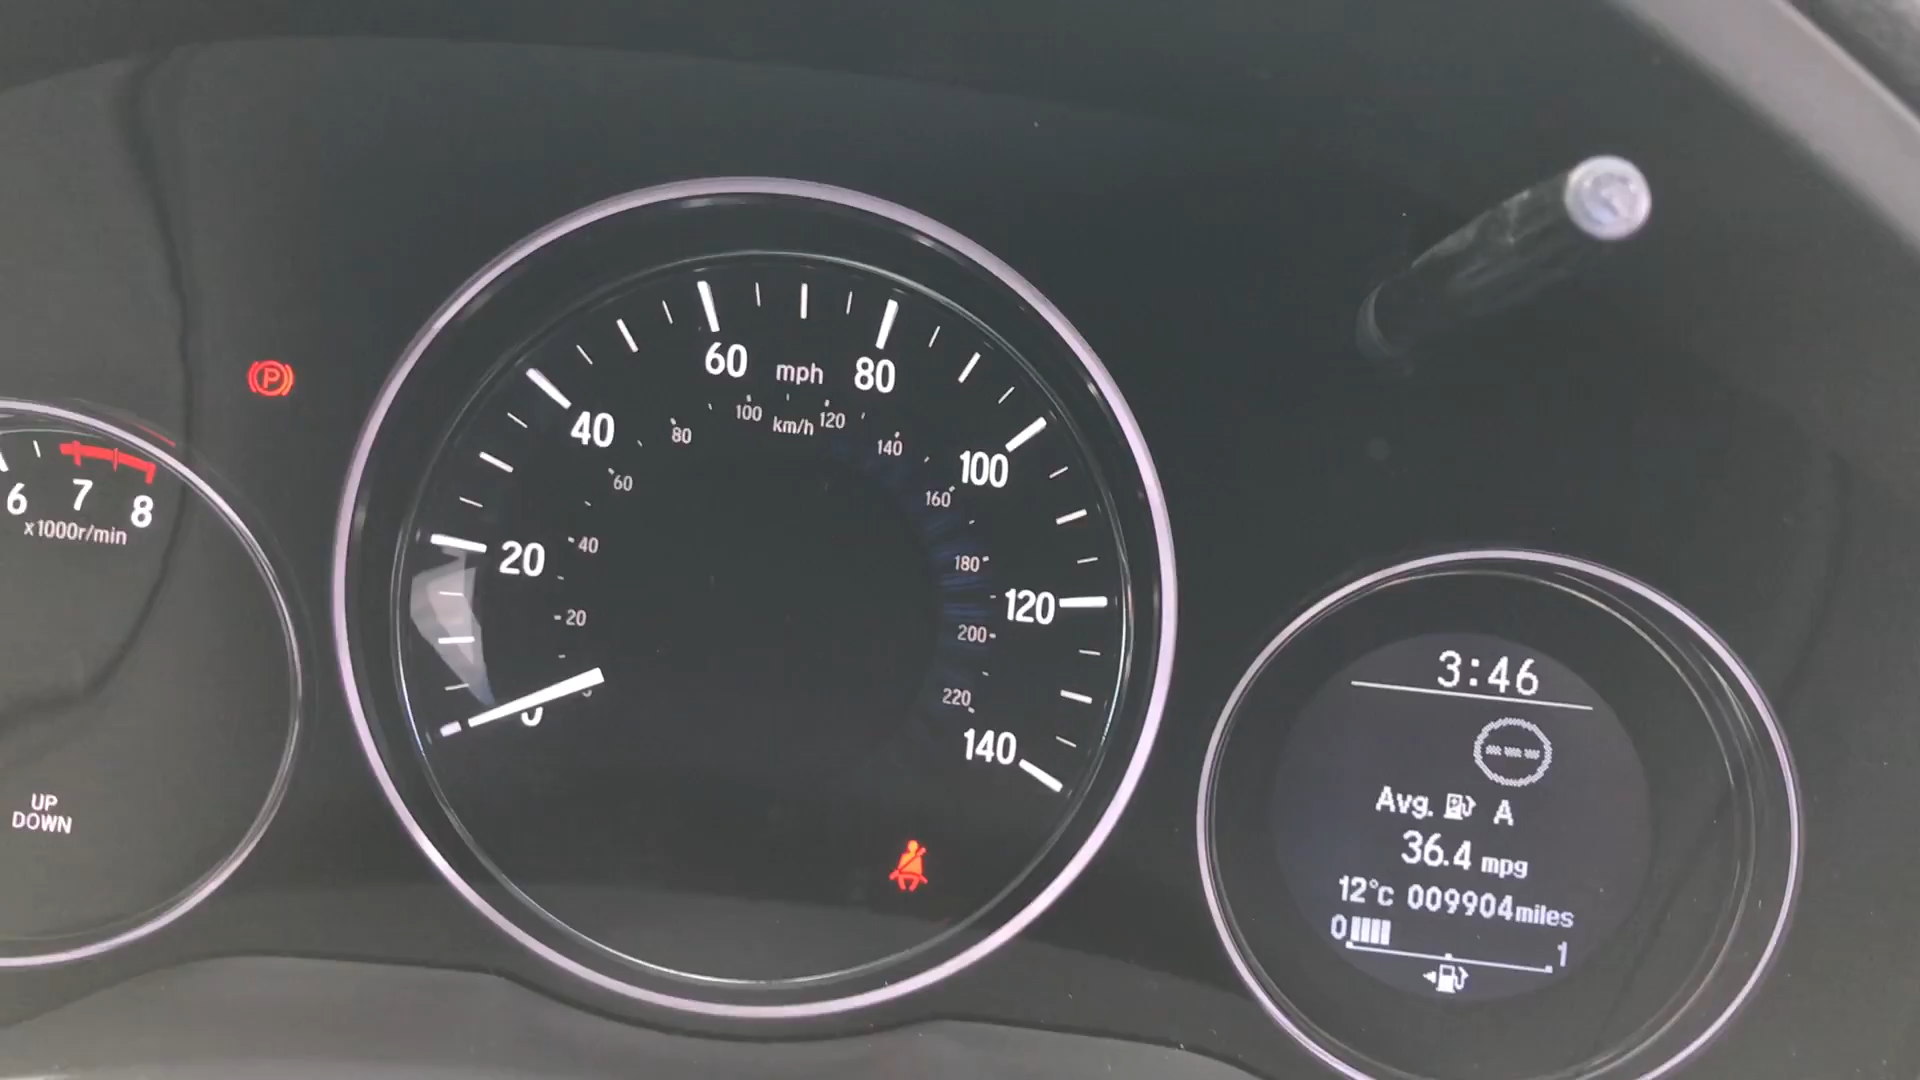 6 7 8
x1000r/min
UP
DOWN
P
0 20 40 60 80 100 120 140
mph
20 40 60 80 100 120 140 160 180 200 220
km/h
3:46
---
Avg. A
36.4 mpg
12°C 009904miles
0 1